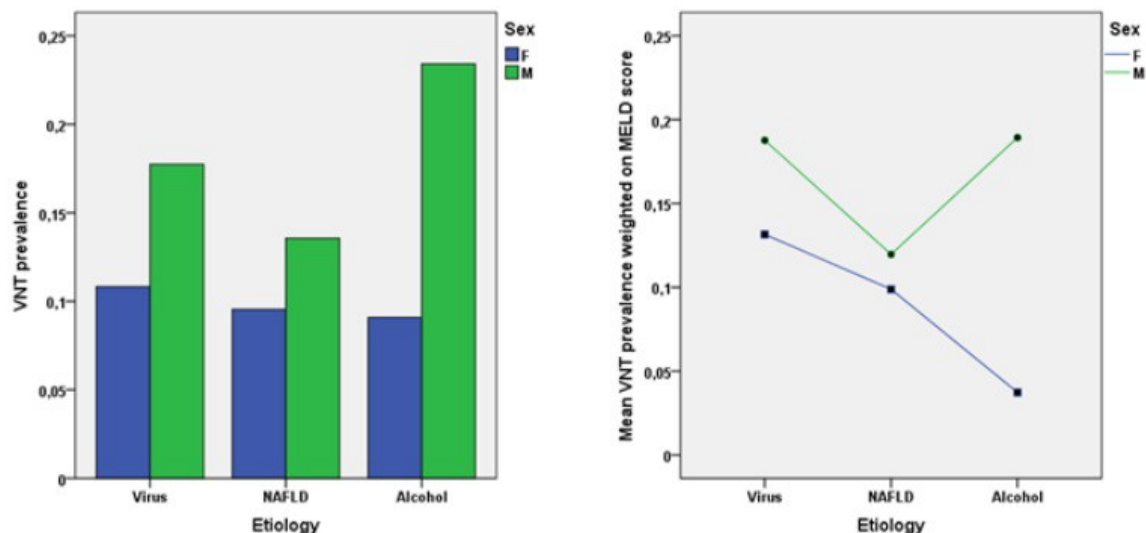 VNT prevalence
0,25
0,2
0,15
0,1
0,05
0
Virus
NAFLD
Alcohol
Etiology
Sex
F
M
Mean VNT prevalence weighted on MELD score
0,25
0,2
0,15
0,1
0,05
0
Virus
NAFLD
Alcohol
Etiology
Sex
F
M